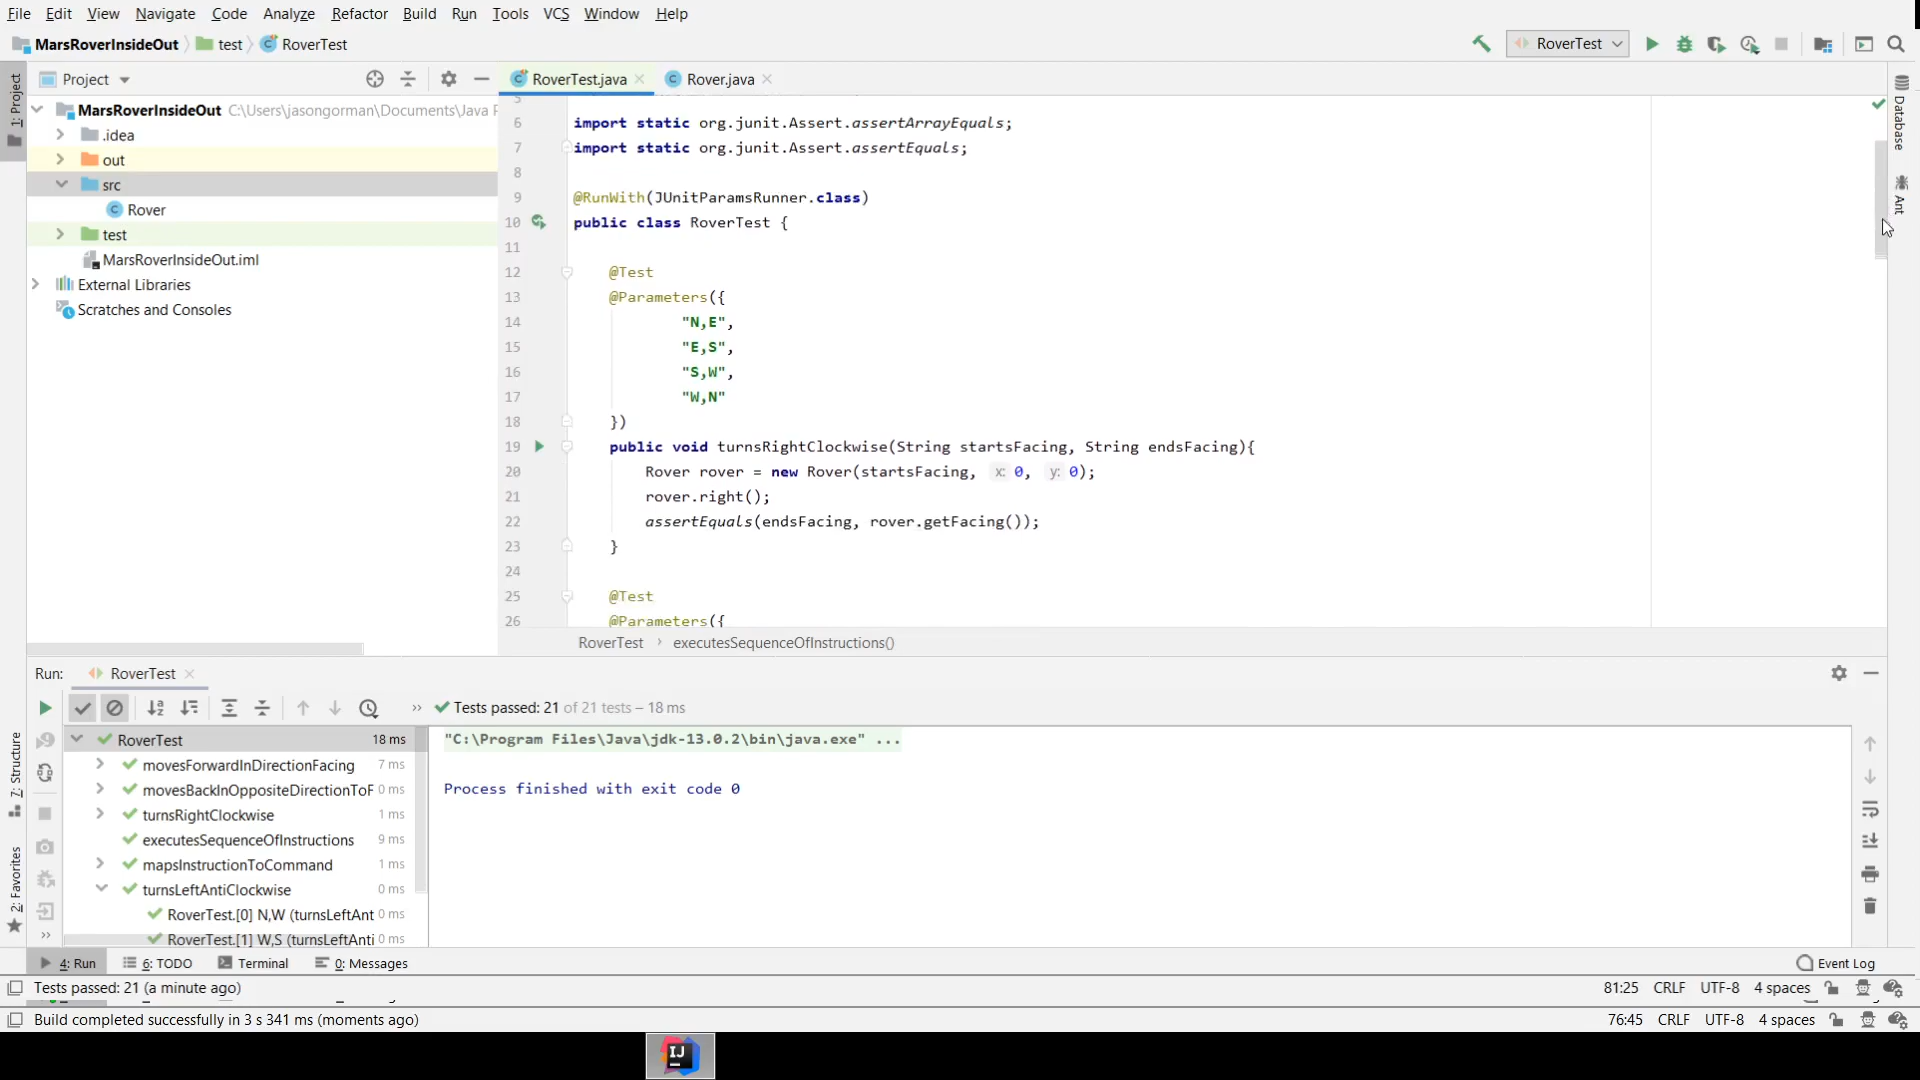 File Edit View Navigate Code Analyze Refactor Build Run Tools VCS Window Help
MarsRoverInsideOut test RoverTest
RoverTest
1: Project
Project
RoverTest.java
Rover.java
MarsRoverInsideOut C:\Users\jasongorman\Documents\Java P
.idea
out
src
Rover
test
MarsRoverInsideOut.iml
External Libraries
Scratches and Consoles
5
6 import static org.junit.Assert.assertArrayEquals;
7 import static org.junit.Assert.assertEquals;
8
9 @RunWith(JUnitParamsRunner.class)
10 public class RoverTest {
11
12 @Test
13 @Parameters({
14 "N,E",
15 "E,S",
16 "S,W",
17 "W,N"
18 })
19 public void turnsRightClockwise(String startsFacing, String endsFacing){
20 Rover rover = new Rover(startsFacing, x: 0, y: 0);
21 rover.right();
22 assertEquals(endsFacing, rover.getFacing());
23 }
24
25 @Test
26 @Parameters({
RoverTest executesSequenceOfInstructions()
Database
Ant
Run: RoverTest
Tests passed: 21 of 21 tests – 18 ms
RoverTest 18 ms
movesForwardInDirectionFacing 7 ms
movesBackInOppositeDirectionToF 0 ms
turnsRightClockwise 1 ms
executesSequenceOfInstructions 9 ms
mapsInstructionToCommand 1 ms
turnsLeftAntiClockwise 0 ms
RoverTest.[0] N,W (turnsLeftAnt 0 ms
RoverTest.[1] W,S (turnsLeftAnti 0 ms
"C:\Program Files\Java\jdk-13.0.2\bin\java.exe" ...
Process finished with exit code 0
7: Structure
2: Favorites
4: Run 6: TODO Terminal 0: Messages Event Log
Tests passed: 21 (a minute ago) 81:25 CRLF UTF-8 4 spaces
Build completed successfully in 3 s 341 ms (moments ago) 76:45 CRLF UTF-8 4 spaces
IJ